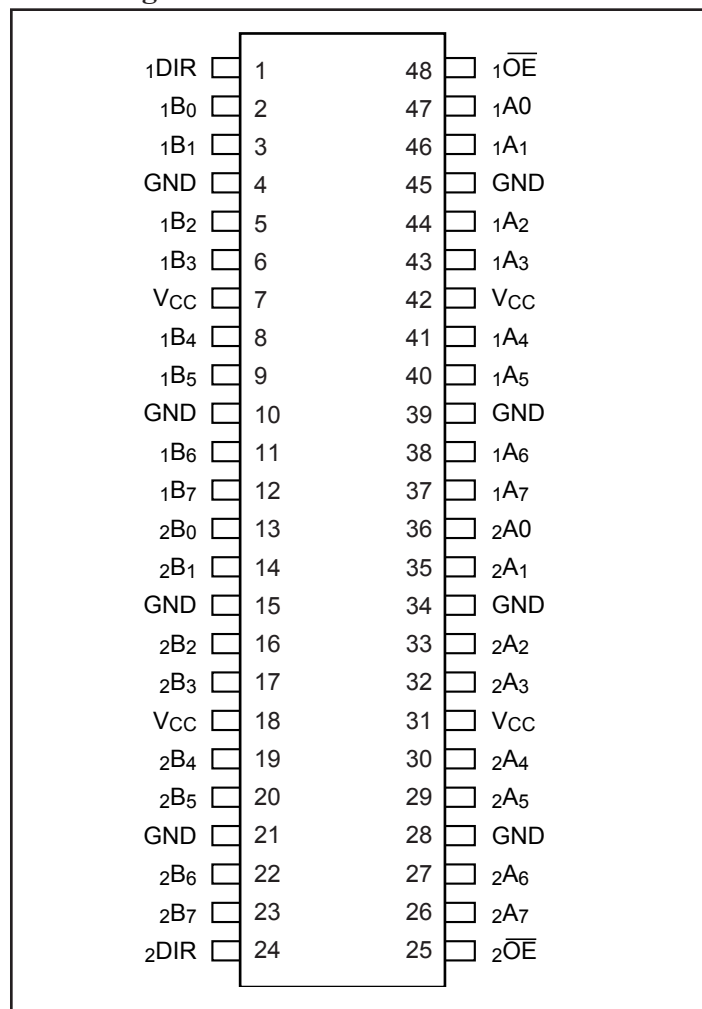 ₁DIR 1 48 ₁O̅E̅
₁B₀ 2 47 ₁A0
₁B₁ 3 46 ₁A₁
GND 4 45 GND
₁B₂ 5 44 ₁A₂
₁B₃ 6 43 ₁A₃
VCC 7 42 VCC
₁B₄ 8 41 ₁A₄
₁B₅ 9 40 ₁A₅
GND 10 39 GND
₁B₆ 11 38 ₁A₆
₁B₇ 12 37 ₁A₇
₂B₀ 13 36 ₂A0
₂B₁ 14 35 ₂A₁
GND 15 34 GND
₂B₂ 16 33 ₂A₂
₂B₃ 17 32 ₂A₃
VCC 18 31 VCC
₂B₄ 19 30 ₂A₄
₂B₅ 20 29 ₂A₅
GND 21 28 GND
₂B₆ 22 27 ₂A₆
₂B₇ 23 26 ₂A₇
₂DIR 24 25 ₂O̅E̅